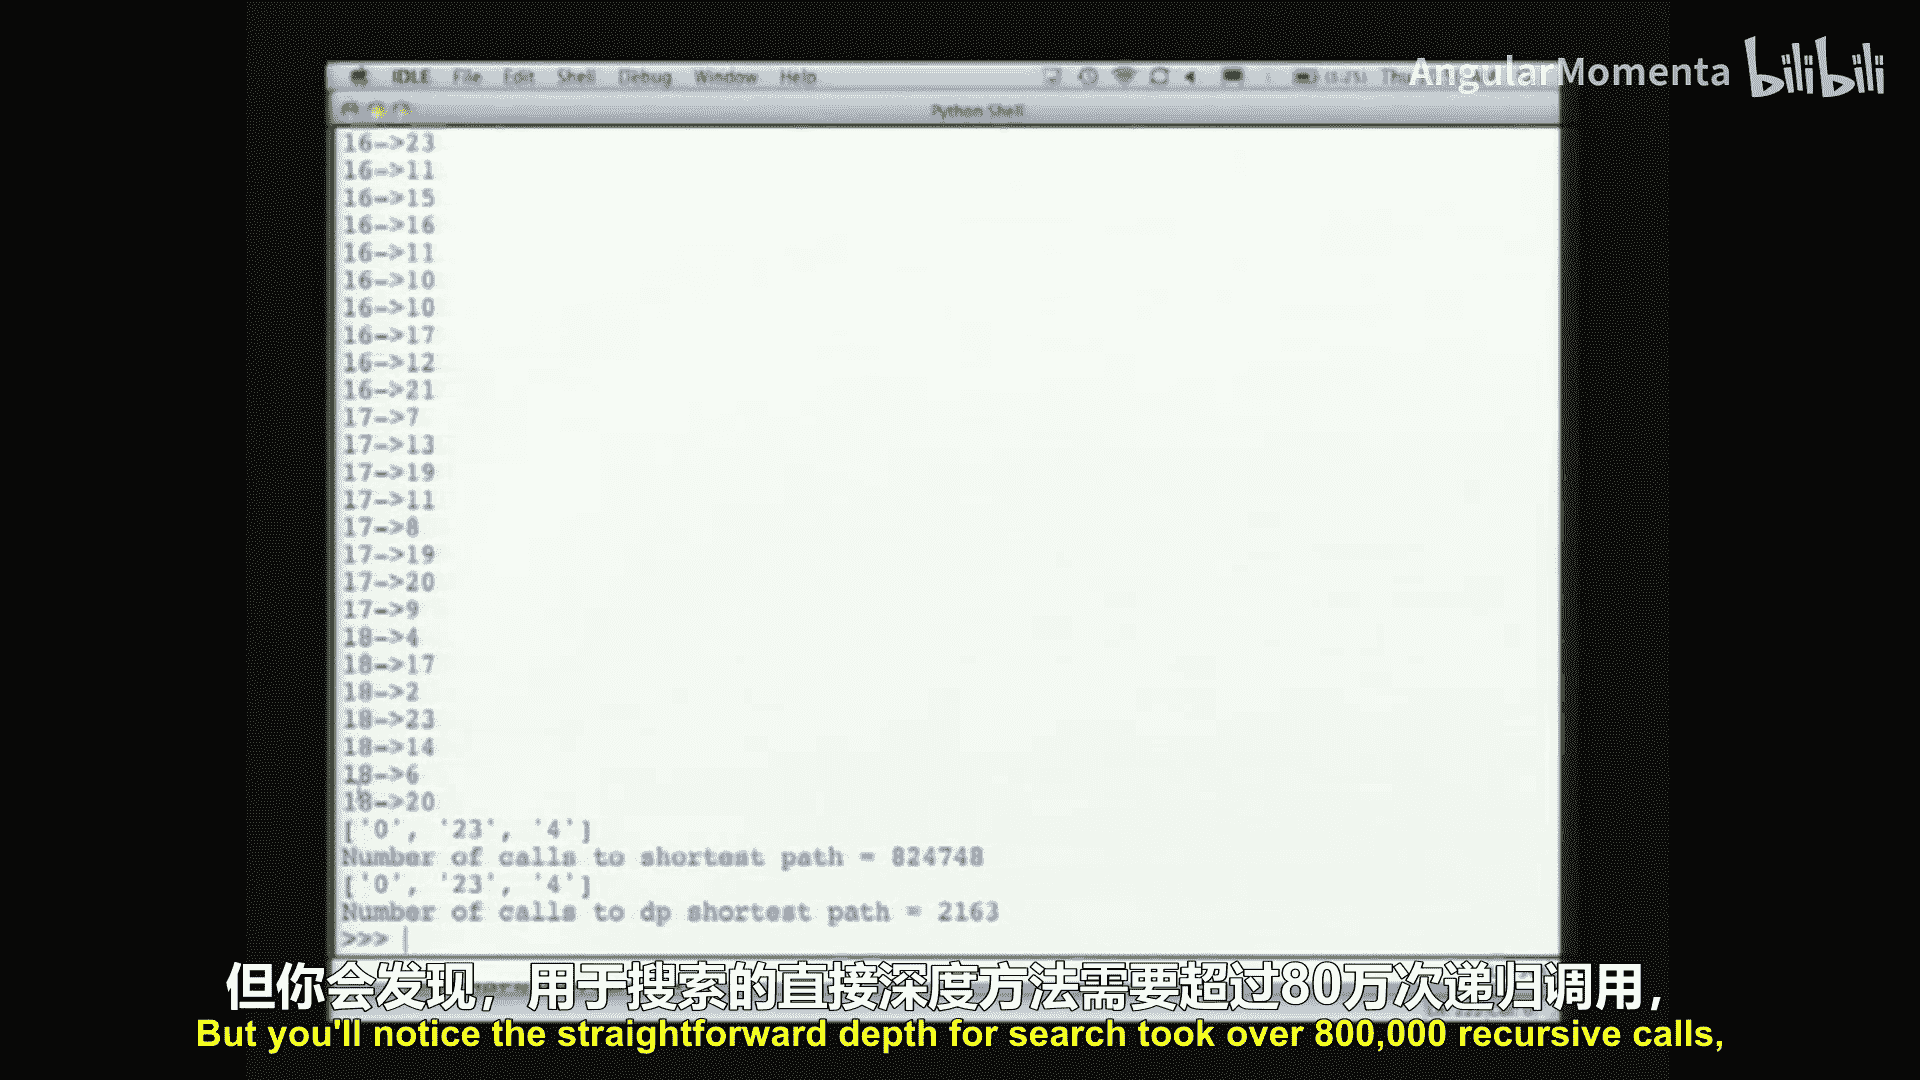 IDLE File Edit Shell Debug Window Help
AngularMomenta bilibili
Python Shell
16->23
16->11
16->15
16->16
16->11
16->10
16->10
16->17
16->12
16->21
17->7
17->13
17->19
17->11
17->8
17->19
17->20
17->9
18->4
18->17
18->2
18->23
18->14
18->6
18->20
['0', '23', '4']
Number of calls to shortest path = 824748
['0', '23', '4']
Number of calls to dp shortest path = 2163
>>>
但你会发现，用于搜索的直接深度方法需要超过80万次递归调用，
But you'll notice the straightforward depth for search took over 800,000 recursive calls,